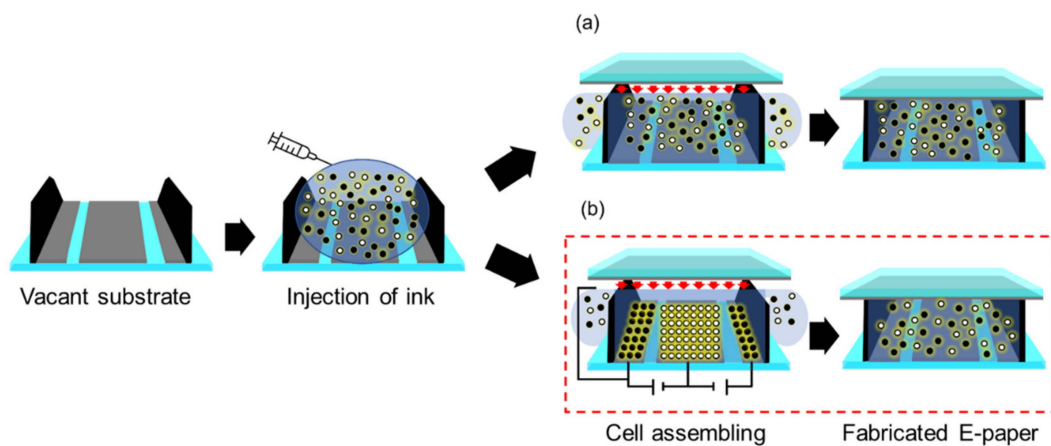 (a)
(b)
Vacant substrate
Injection of ink
Cell assembling
Fabricated E-paper